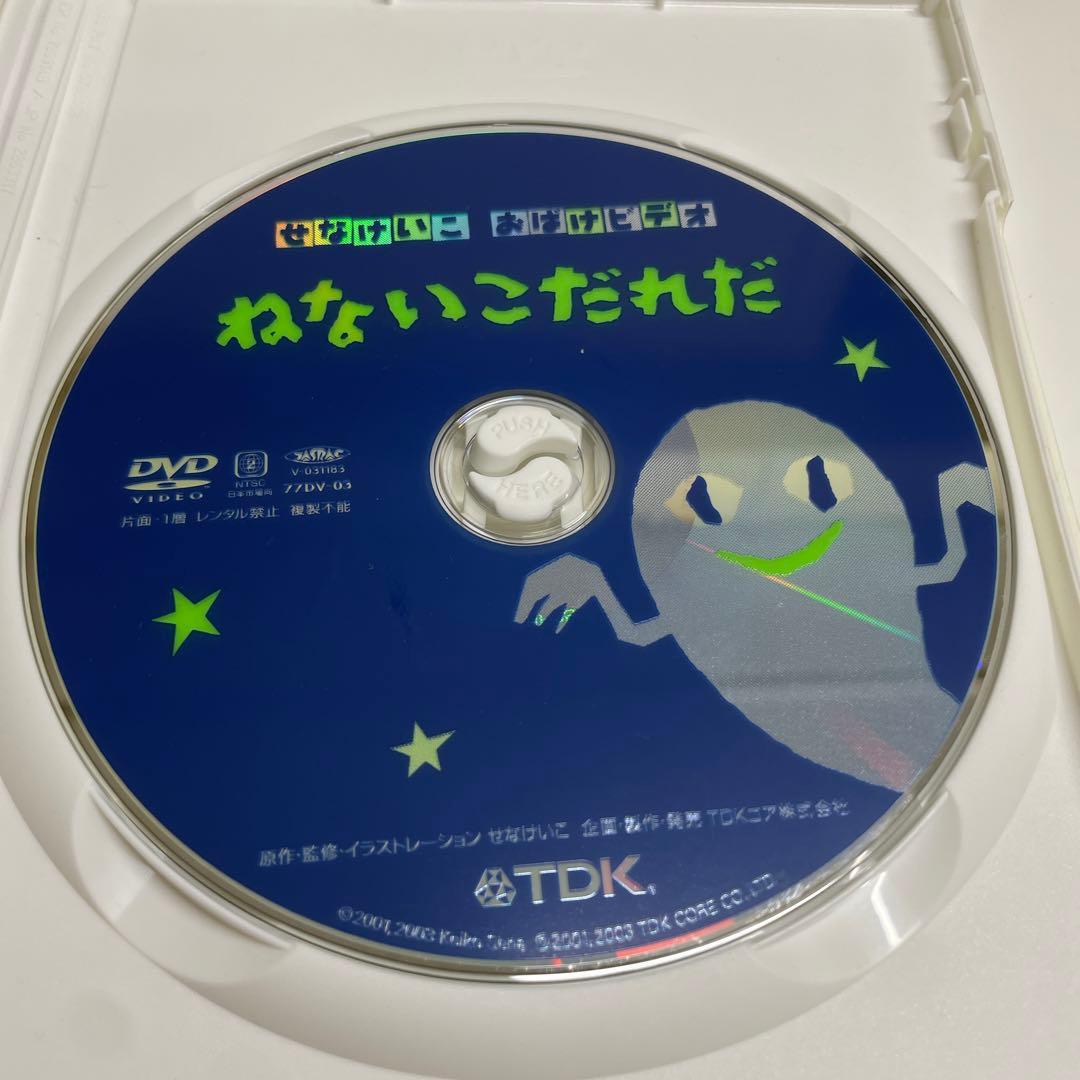 せなけいこ おばけビデオ
ねないこだれだ
DVD
VIDEO
NTSC
日本市場向
JASRAC
V-031183
77DV-03
片面・1層 レンタル禁止 複製不能
PUSH
HERE
原作・監修・イラストレーション せなけいこ 企画・製作・発売 TDKコア株式会社
TDK
©2001,2003 Keiko Sena ©2001,2003 TDK CORE CO.,LTD.